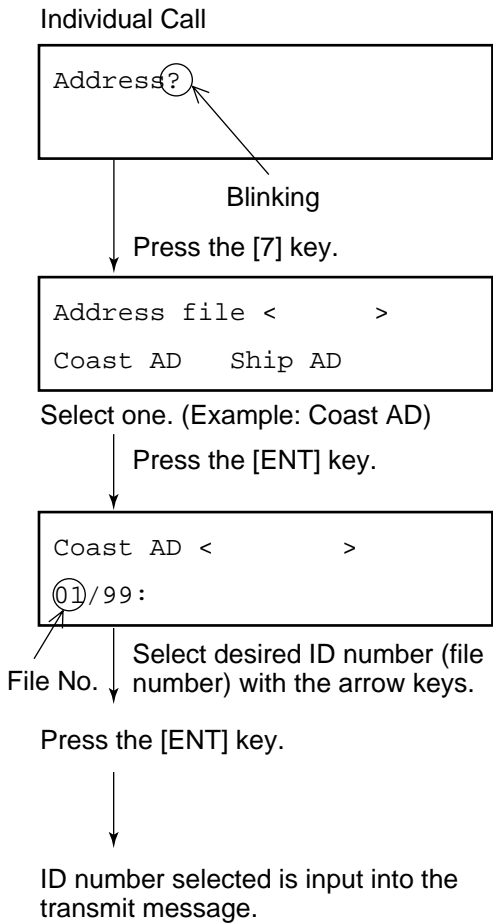 Individual Call
Address?
Blinking
Press the [7] key.
Address file < >
Coast AD Ship AD
Select one. (Example: Coast AD)
Press the [ENT] key.
Coast AD < >
01/99:
File No.
Select desired ID number (file
number) with the arrow keys.
Press the [ENT] key.
ID number selected is input into the
transmit message.